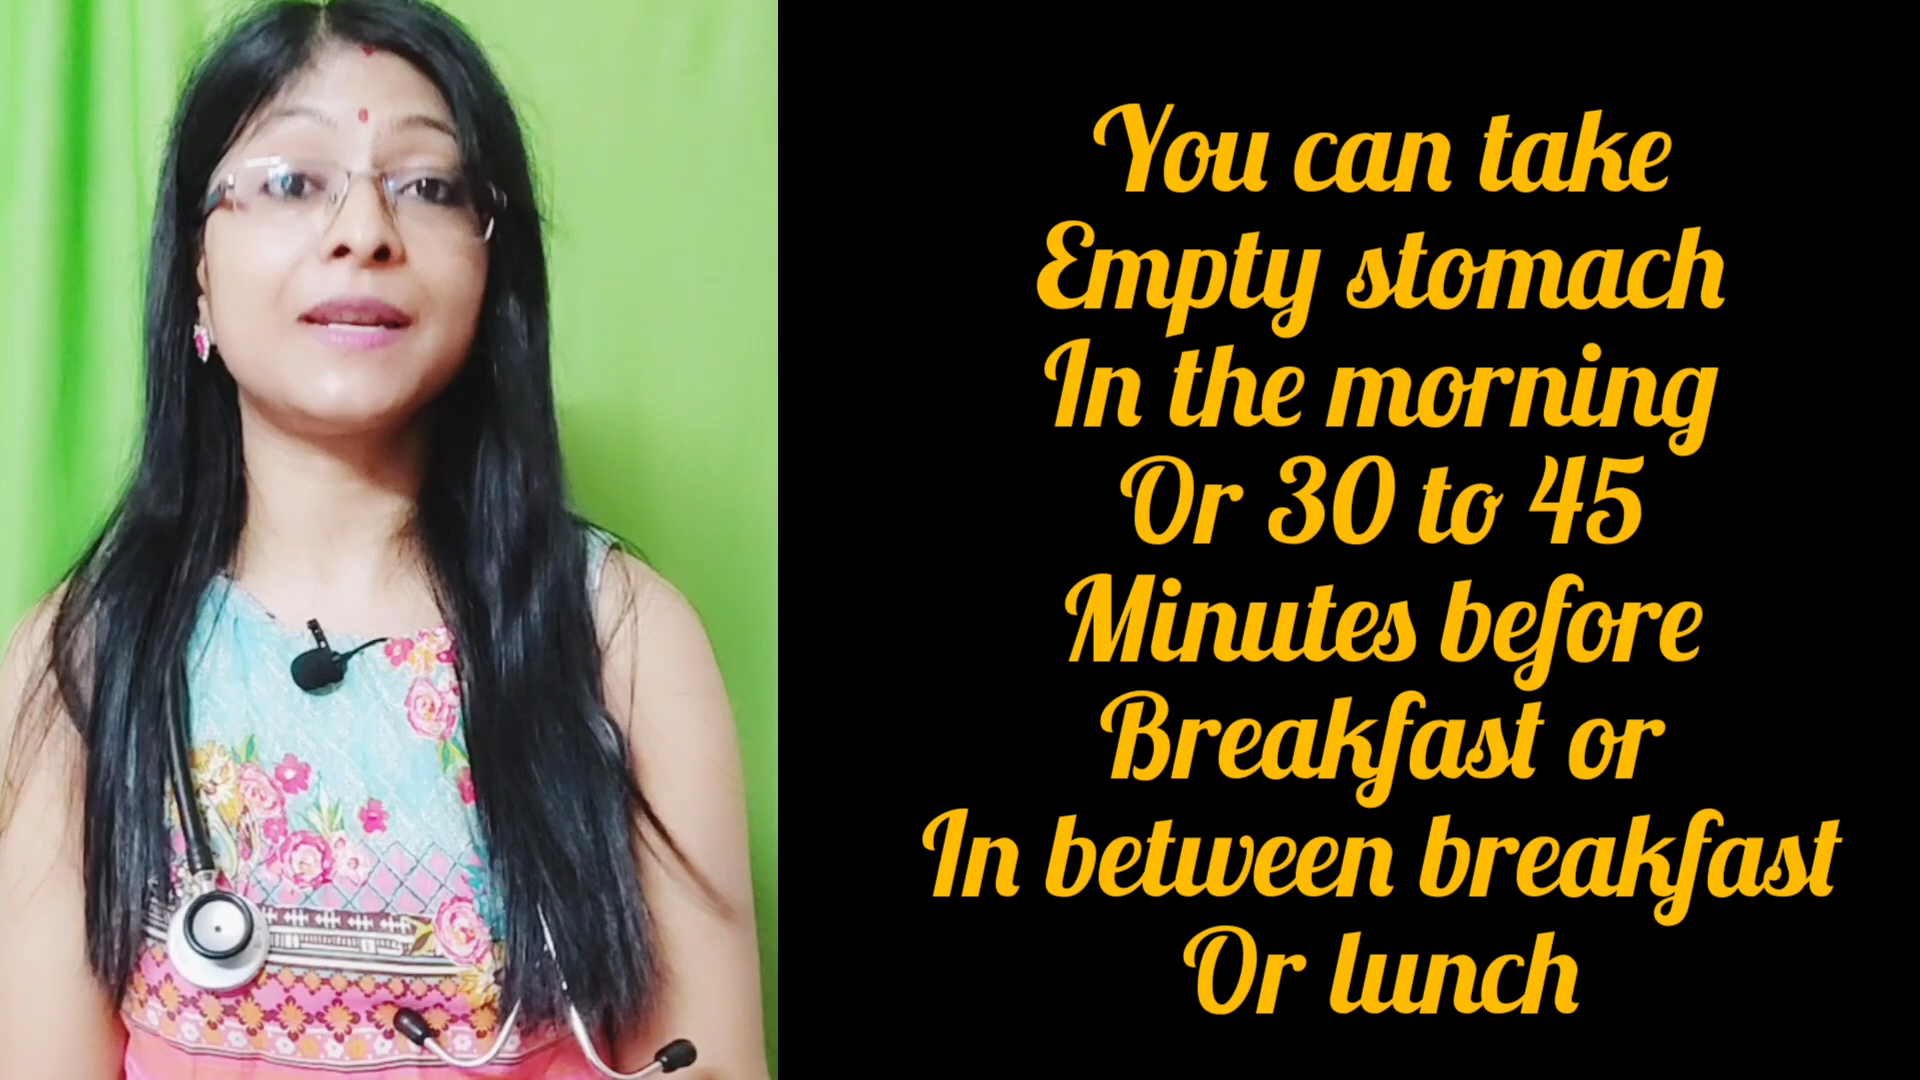 You can take
Empty stomach
In the morning
Or 30 to 45
Minutes before
Breakfast or
In between breakfast
Or lunch